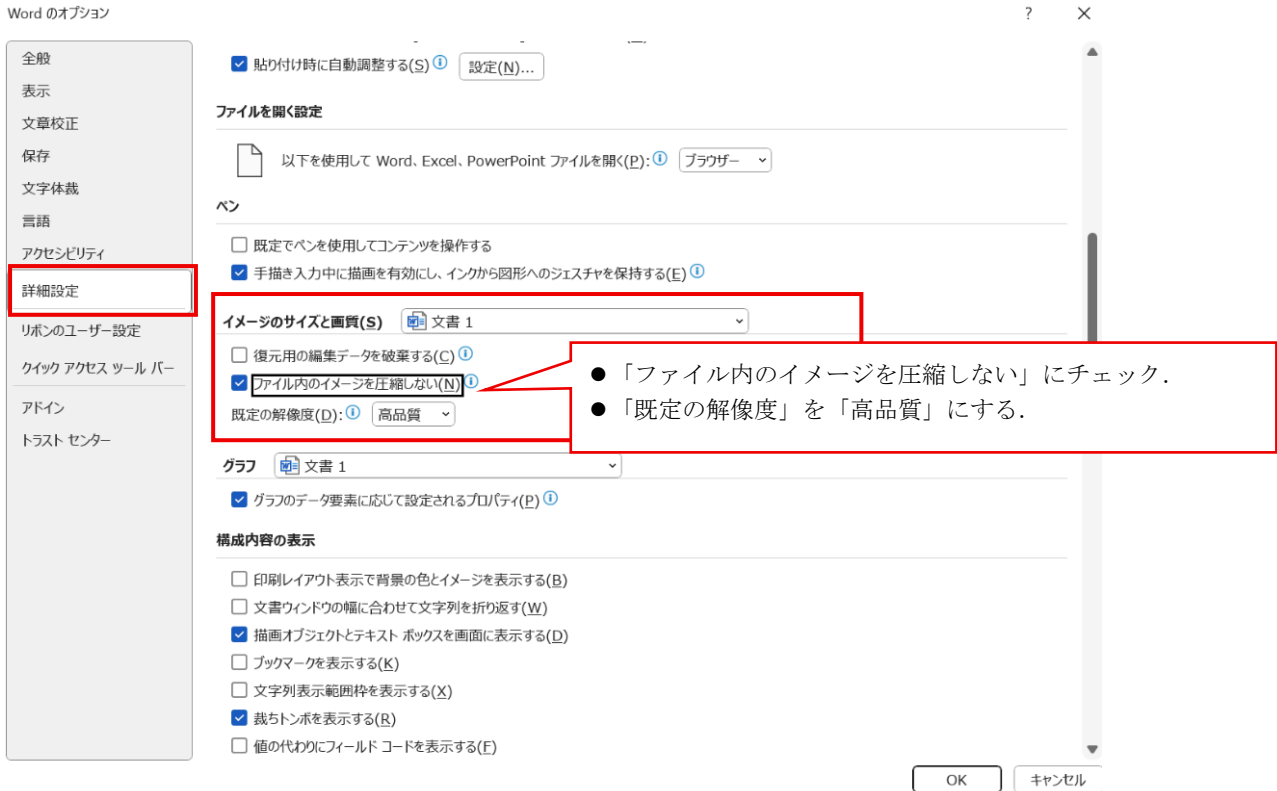 Word のオプション
?
全般
表示
文章校正
保存
文字体裁
言語
アクセシビリティ
詳細設定
リボンのユーザー設定
クイック アクセス ツール バー
アドイン
トラスト センター
貼り付け時に自動調整する(S) 設定(N)...
ファイルを開く設定
以下を使用して Word、Excel、PowerPoint ファイルを開く(P): ブラウザー
ペン
既定でペンを使用してコンテンツを操作する
手描き入力中に描画を有効にし、インクから図形へのジェスチャを保持する(E)
イメージのサイズと画質(S) 文書 1
復元用の編集データを破棄する(C)
ファイル内のイメージを圧縮しない(N)
既定の解像度(D): 高品質
●「ファイル内のイメージを圧縮しない」にチェック.
●「既定の解像度」を「高品質」にする.
グラフ 文書 1
グラフのデータ要素に応じて設定されるプロパティ(P)
構成内容の表示
印刷レイアウト表示で背景の色とイメージを表示する(B)
文書ウィンドウの幅に合わせて文字列を折り返す(W)
描画オブジェクトとテキスト ボックスを画面に表示する(D)
ブックマークを表示する(K)
文字列表示範囲枠を表示する(X)
裁ちトンボを表示する(R)
値の代わりにフィールド コードを表示する(F)
OK キャンセル